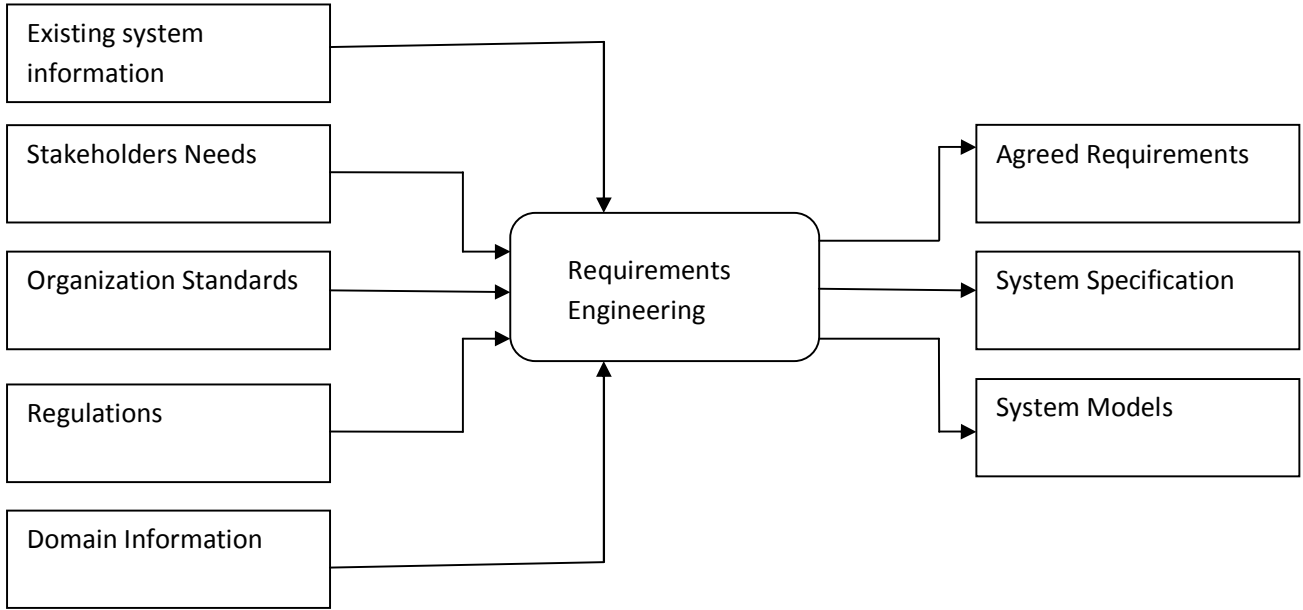 Existing system
information
Stakeholders Needs
Organization Standards
Regulations
Domain Information
Requirements
Engineering
Agreed Requirements
System Specification
System Models